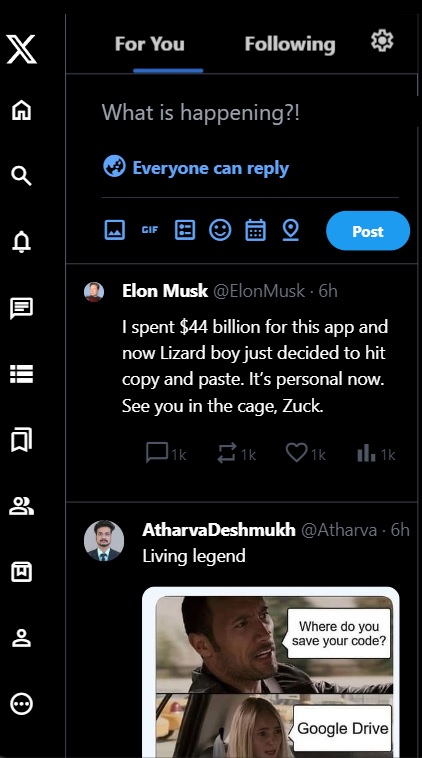 For You Following
What is happening?!
Everyone can reply
GIF Post
Elon Musk @ElonMusk · 6h
I spent $44 billion for this app and
now Lizard boy just decided to hit
copy and paste. It’s personal now.
See you in the cage, Zuck.
1k 1k 1k 1k
AtharvaDeshmukh @Atharva · 6h
Living legend
Where do you
save your code?
Google Drive